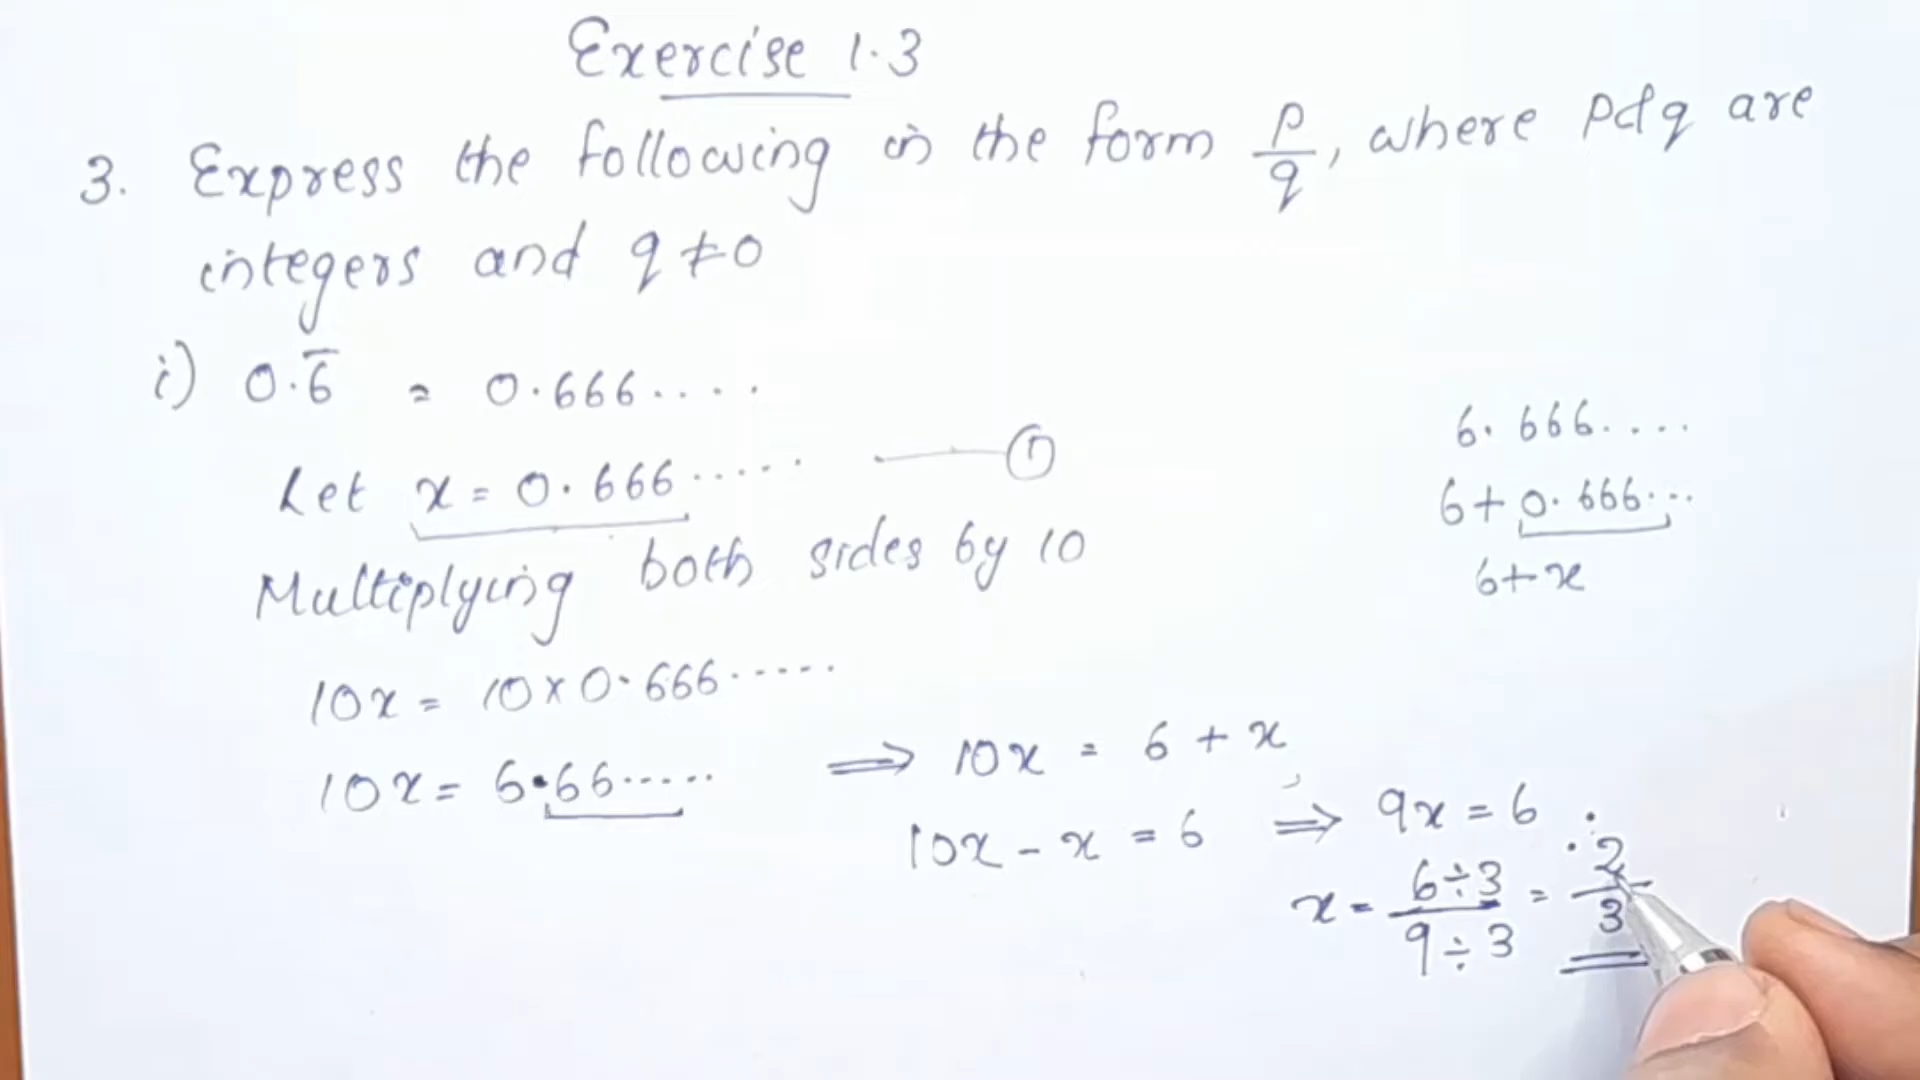 Exercise 1.3
3. Express the following in the form p/q, where p & q are
integers and q ≠ 0
i) 0.6̅ = 0.666....
Let x = 0.666..... ——— ①
Multiplying both sides by 10
10x = 10 x 0.666.....
10x = 6.66.....
⟹ 10x = 6 + x
10x - x = 6 ⟹ 9x = 6
x = 6÷3 / 9÷3 = 2/3
6.666....
6 + 0.666...
6 + x